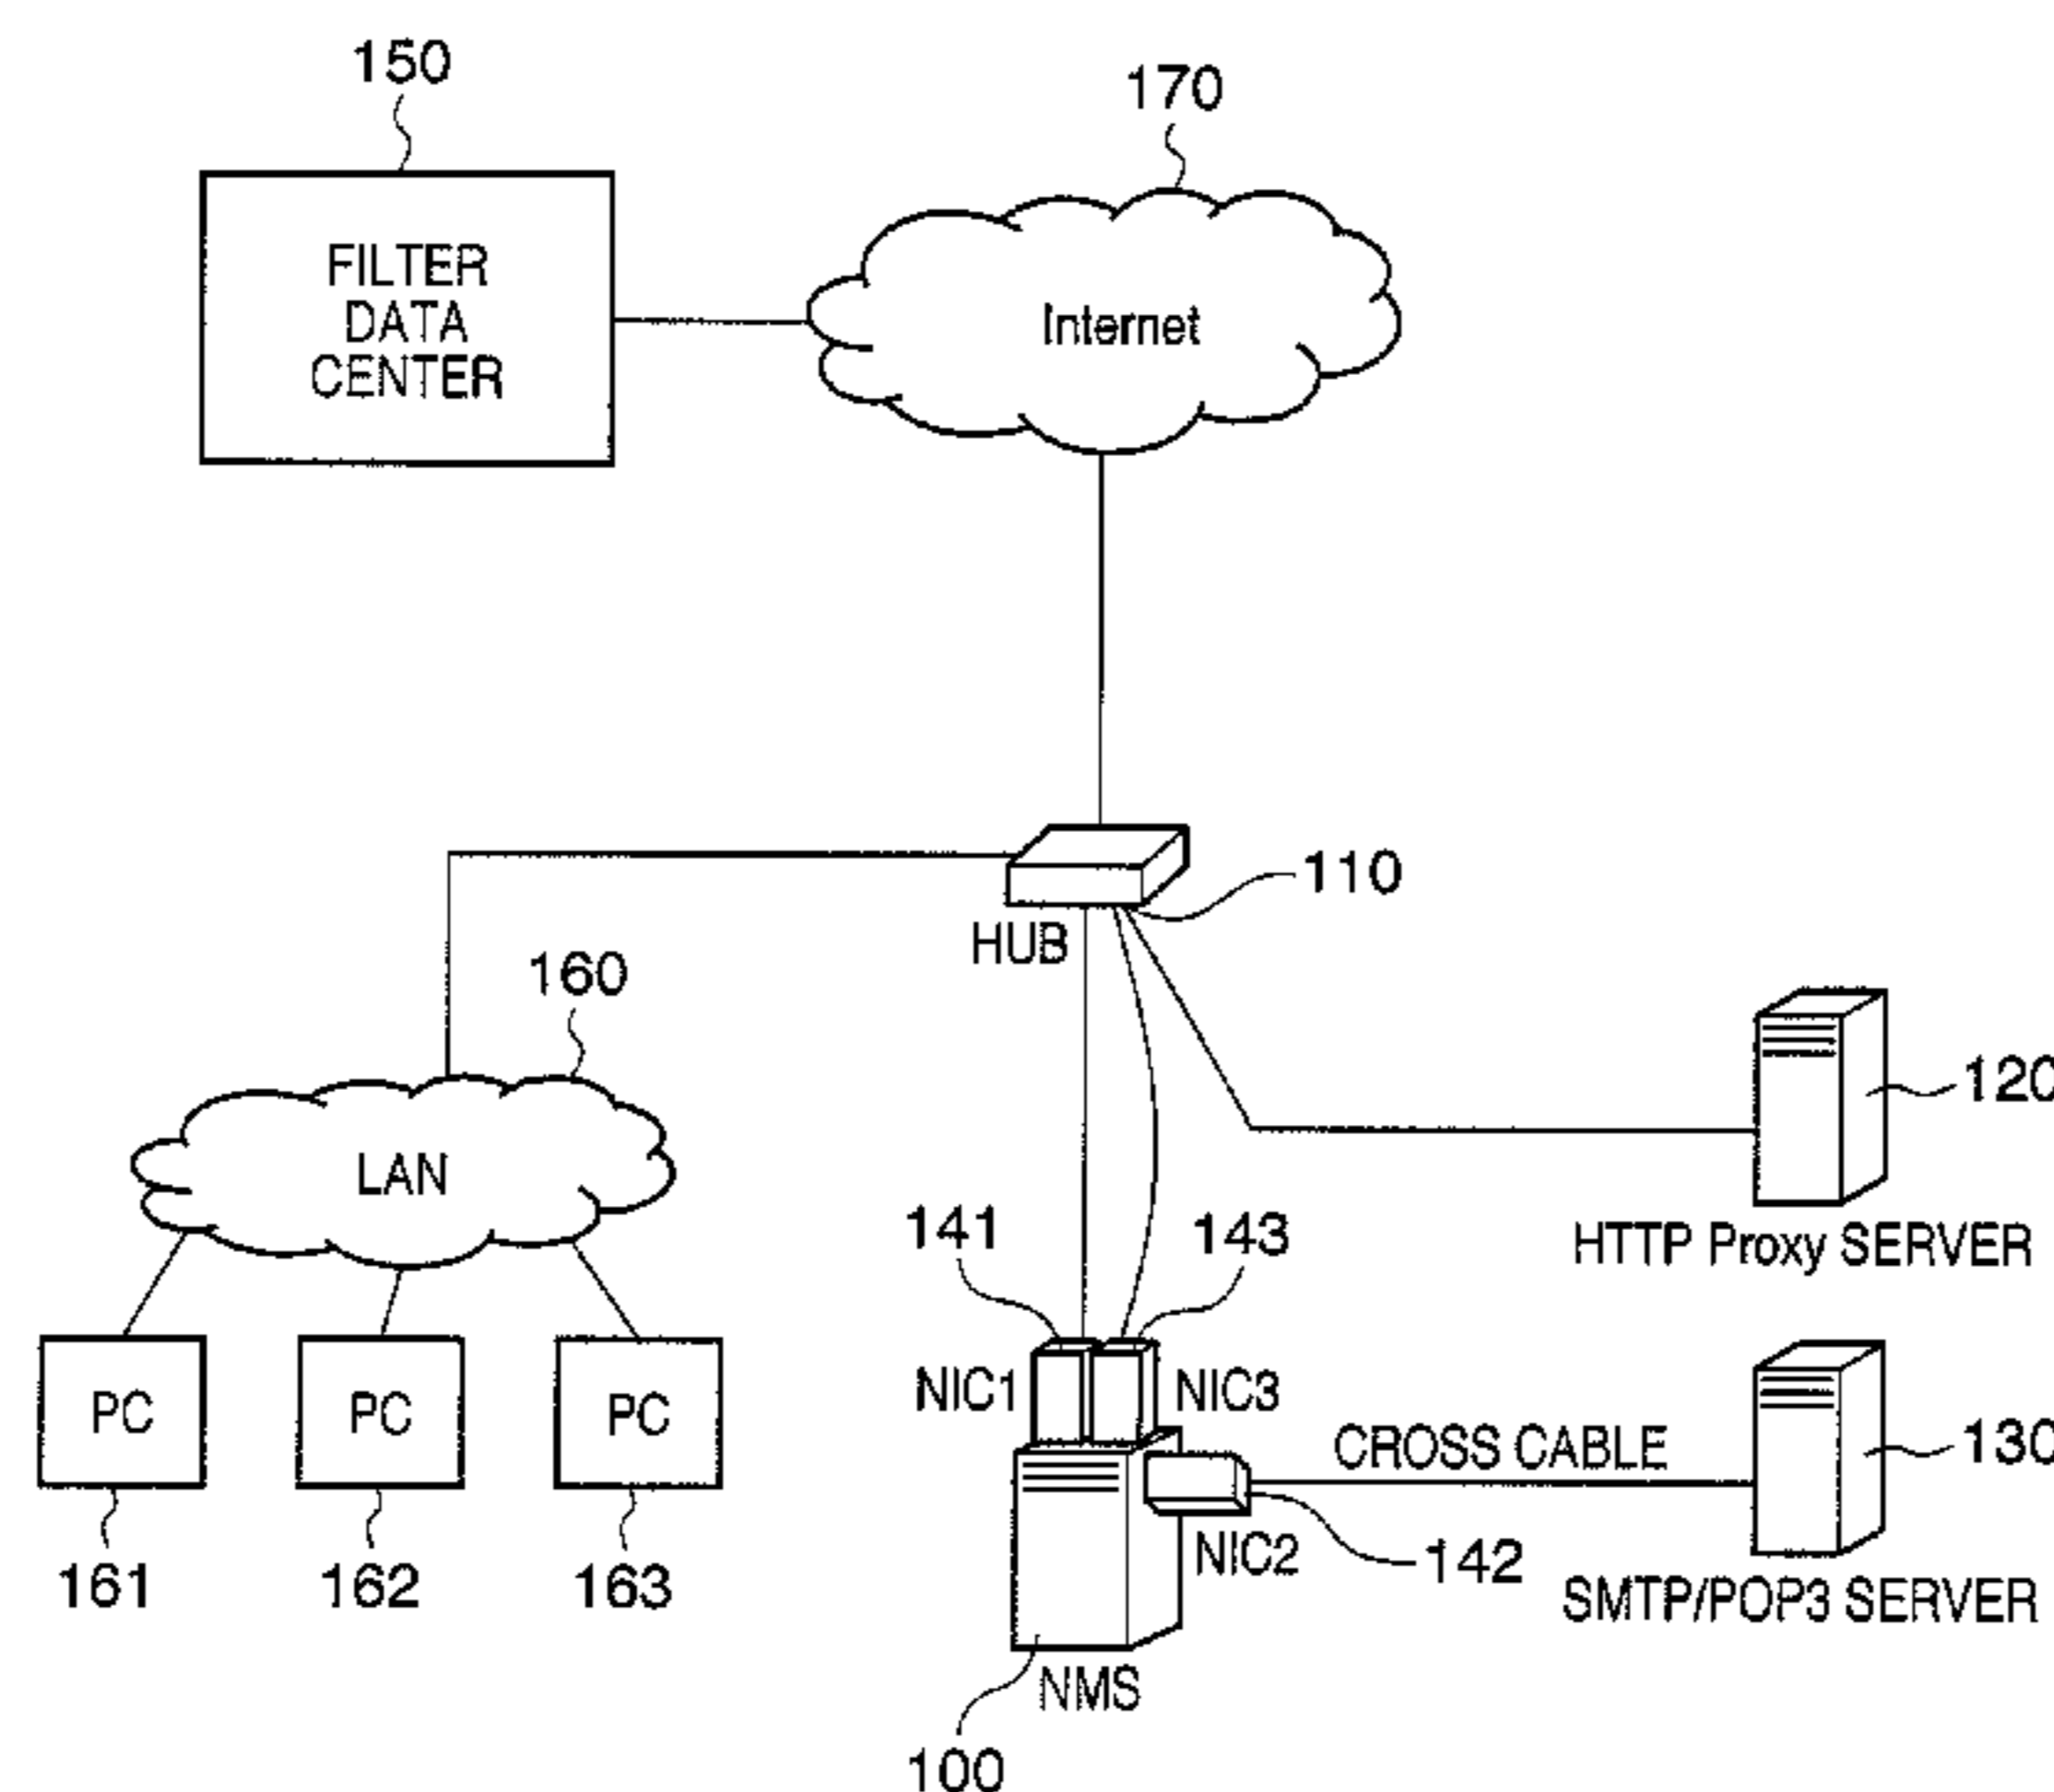 150
170
FILTER
DATA
CENTER
Internet
110
HUB
160
120
LAN
141
143
HTTP Proxy SERVER
NIC1
NIC3
PC
PC
PC
CROSS CABLE
130
NIC2
142
161
162
163
SMTP/POP3 SERVER
NMS
100